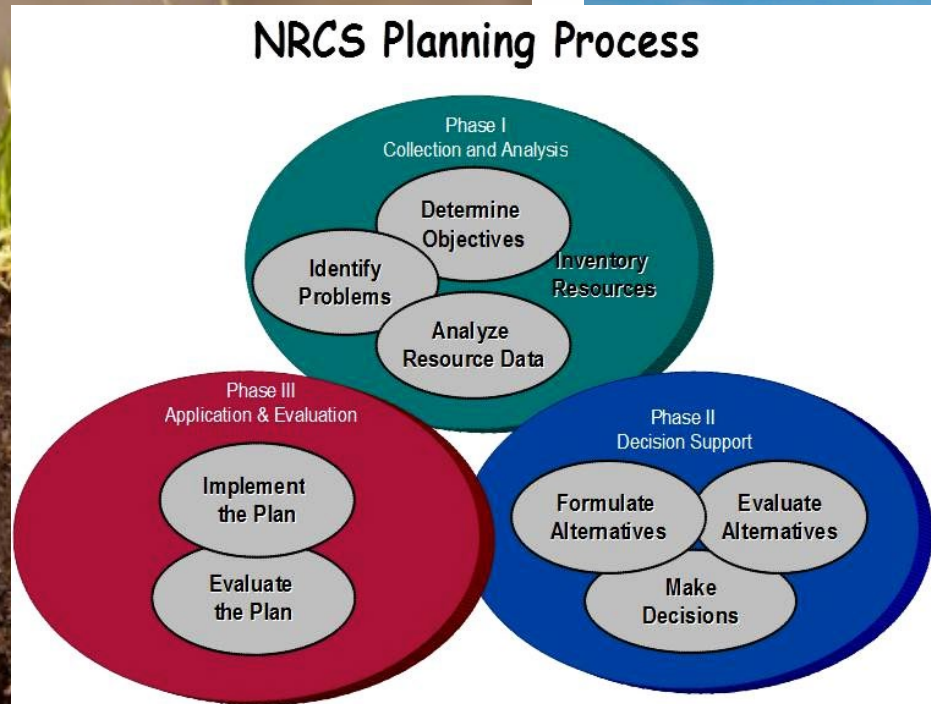 NRCS Planning Process
Phase I
Collection and Analysis
Determine
Objectives
Identify
Problems
Inventory
Resources
Analyze
Resource Data
Phase III
Application & Evaluation
Implement
the Plan
Evaluate
the Plan
Phase II
Decision Support
Formulate
Alternatives
Evaluate
Alternatives
Make
Decisions